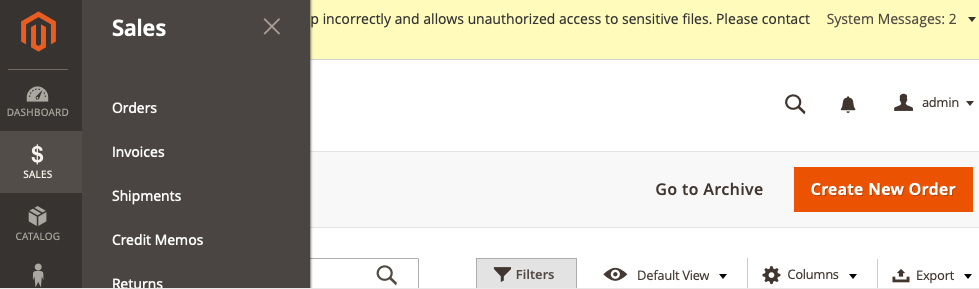 Sales
p incorrectly and allows unauthorized access to sensitive files. Please contact System Messages: 2
DASHBOARD
Orders
admin
Invoices
SALES
Go to Archive
Create New Order
Shipments
CATALOG
Credit Memos
Filters
Default View
Columns
Export
Returns